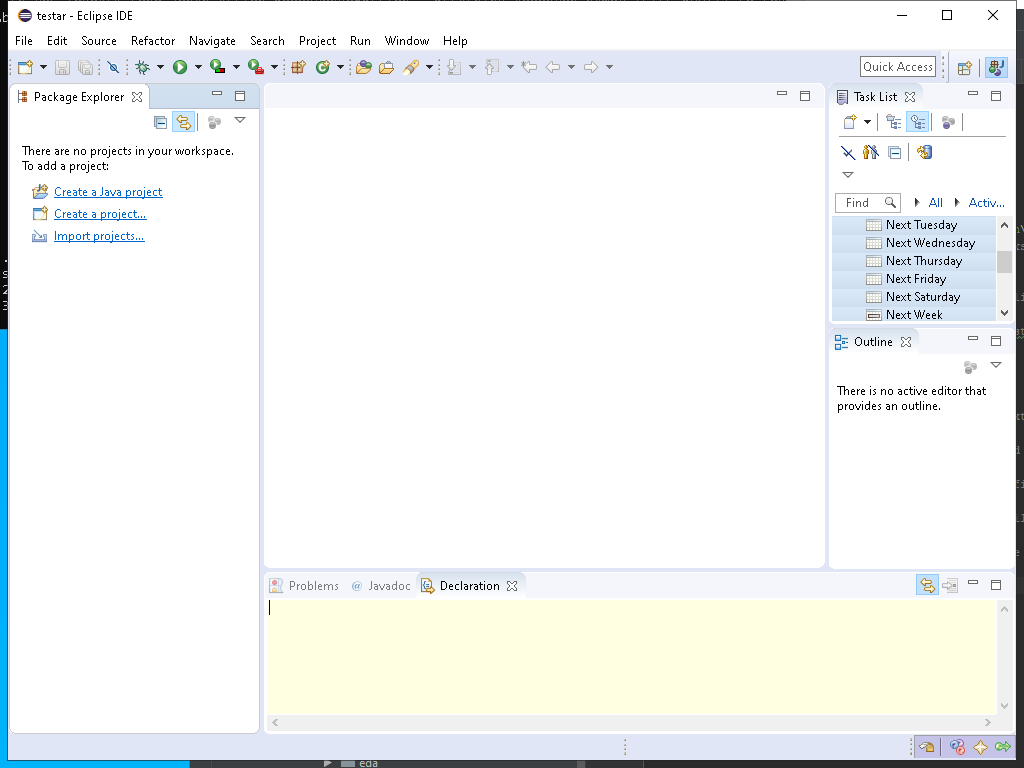 testar - Eclipse IDE
File Edit Source Refactor Navigate Search Project Run Window Help
Quick Access
Package Explorer
There are no projects in your workspace.
To add a project:
Create a Java project
Create a project...
Import projects...
Task List
Find All Activ...
Next Tuesday
Next Wednesday
Next Thursday
Next Friday
Next Saturday
Next Week
Outline
There is no active editor that
provides an outline.
Problems @ Javadoc Declaration
eda